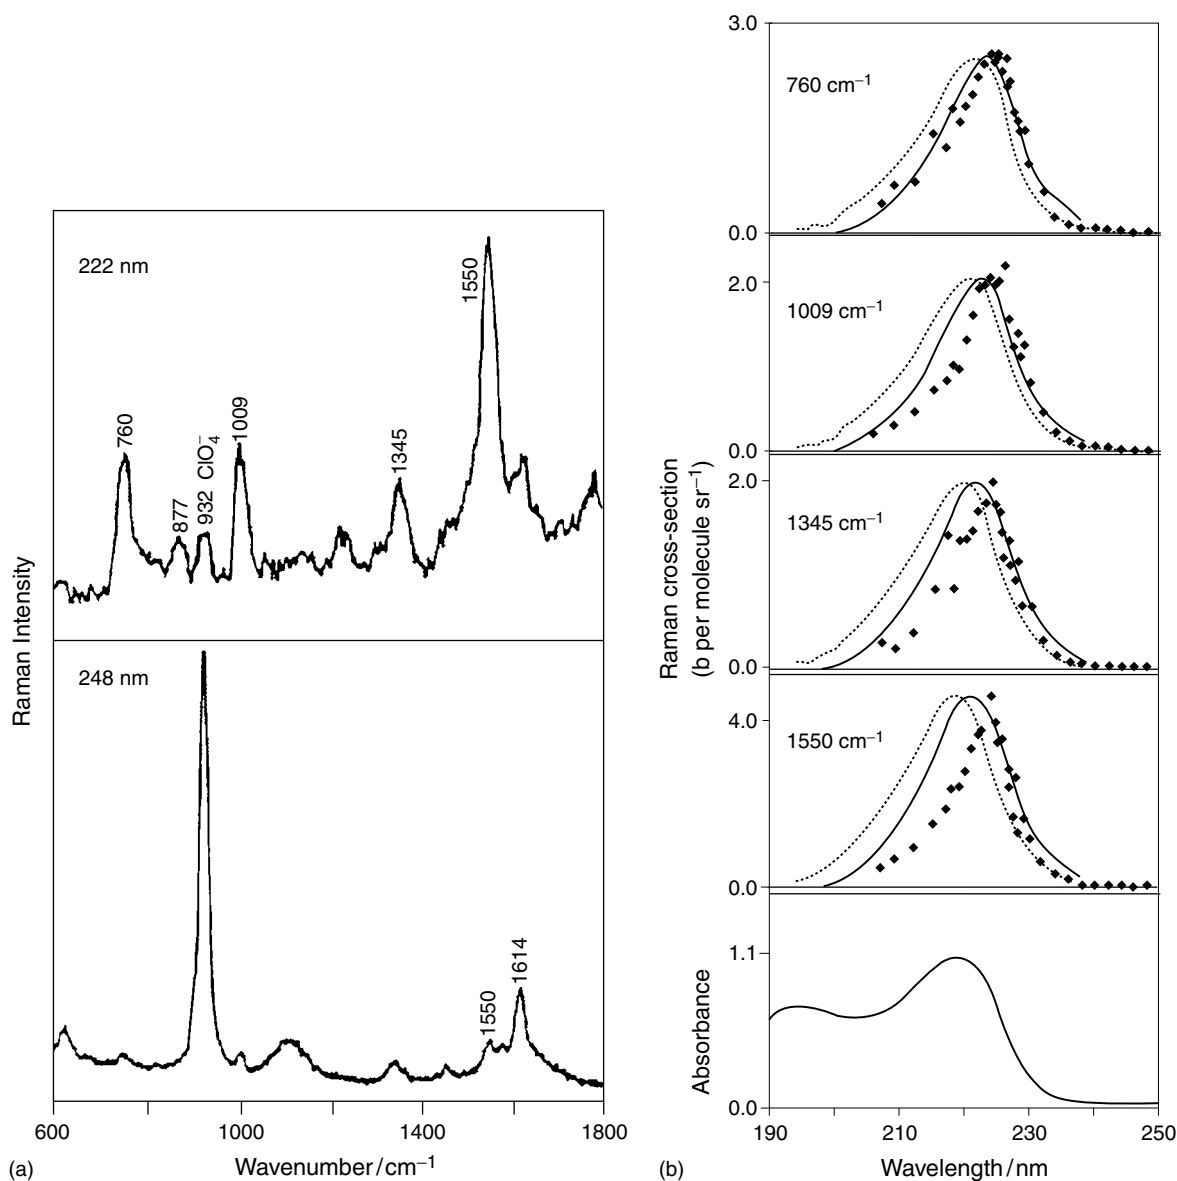 222 nm
760
877
932 ClO₄⁻
1009
1345
1550
248 nm
1550
1614
Raman Intensity
600
1000
1400
1800
(a)
Wavenumber/cm⁻¹
3.0
760 cm⁻¹
0.0
2.0
1009 cm⁻¹
0.0
2.0
1345 cm⁻¹
0.0
4.0
1550 cm⁻¹
0.0
Raman cross-section
(b per molecule sr⁻¹)
1.1
Absorbance
0.0
190
210
230
250
(b)
Wavelength/nm